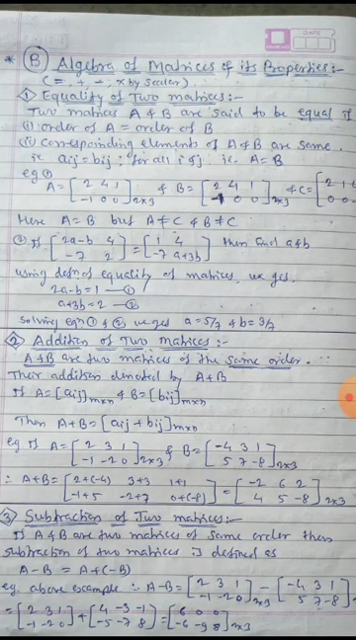 * (B) Algebra of Matrices & its Properties:-
(=, +, -, × by scalar)
(1) Equality of Two matrices:-
Two matrices A & B are said to be equal if
(i) order of A = order of B
(ii) corresponding elements of A & B are same.
ie aij = bij ; for all i & j ie. A = B
eg (1)
A = [2 4 1 / -1 0 0]2×3 & B = [2 4 1 / -1 0 0]2×3 & C = [2 1 / 0 0
Here A = B but A ≠ C & B ≠ C
(2) If [2a-b 4 / -7 2] = [1 4 / -7 a+3b] then find a & b
using defn of equality of matrices, we get.
2a-b = 1 — (1)
a+3b = 2 — (2)
Solving eqn (1) & (2) we get a = 5/7 & b = 3/7
(2) Addition of Two Matrices :-
A & B are two matrices of the same order.
Their addition denoted by A+B
If A = [aij]m×n & B = [bij]m×n
Then A+B = [aij + bij]m×n
eg If A = [2 3 1 / -1 -2 0]2×3 & B = [-4 3 1 / 5 7 -8]2×3
∴ A+B = [2+(-4) 3+3 1+1 / -1+5 -2+7 0+(-8)] = [-2 6 2 / 4 5 -8]2×3
(3) Subtraction of Two matrices:-
If A & B are two matrices of same order then
subtraction of two matrices is defined as
A-B = A+(-B)
eg. above example ∴ A-B = [2 3 1 / -1 -2 0]2×3 - [-4 3 1 / 5 7 -8]2×3
= [2 3 1 / -1 -2 0] + [4 -3 -1 / -5 -7 8] = [6 0 0 / -6 -9 8]2×3